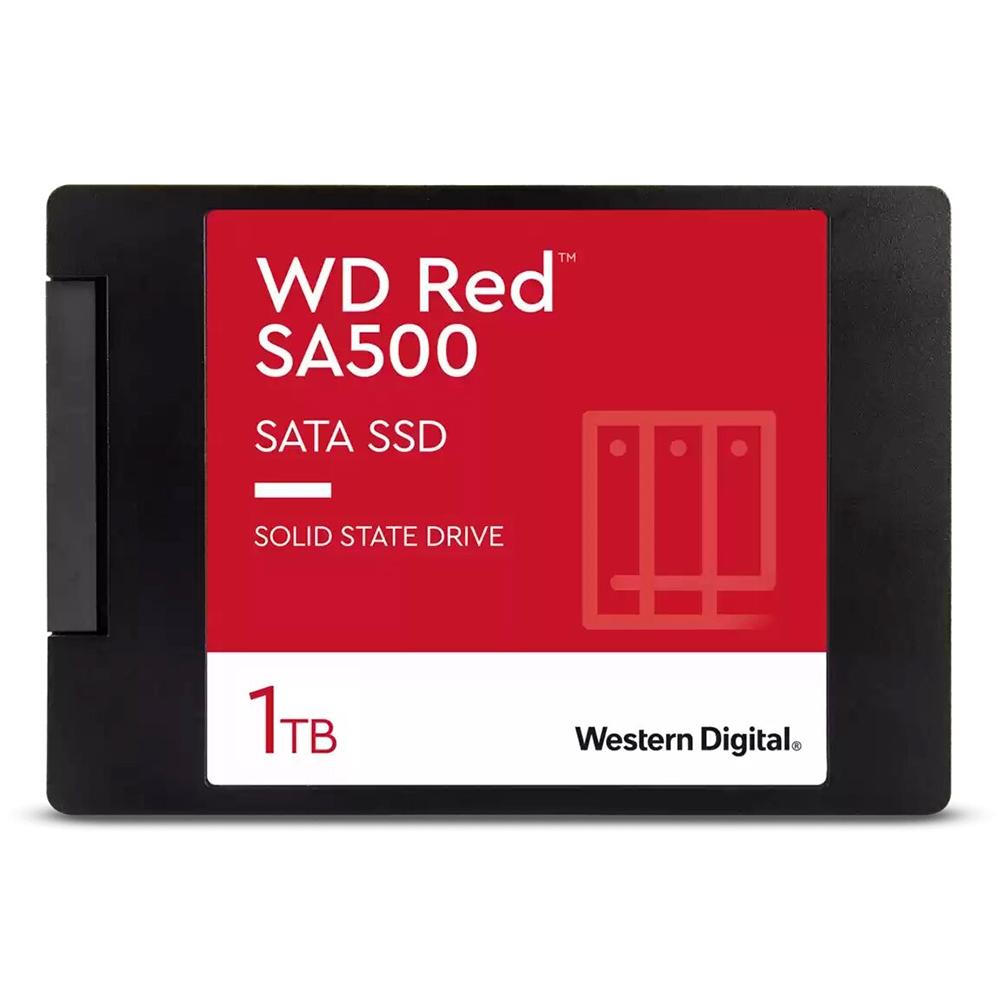 WD Red™
SA500
SATA SSD
SOLID STATE DRIVE
1TB
Western Digital®